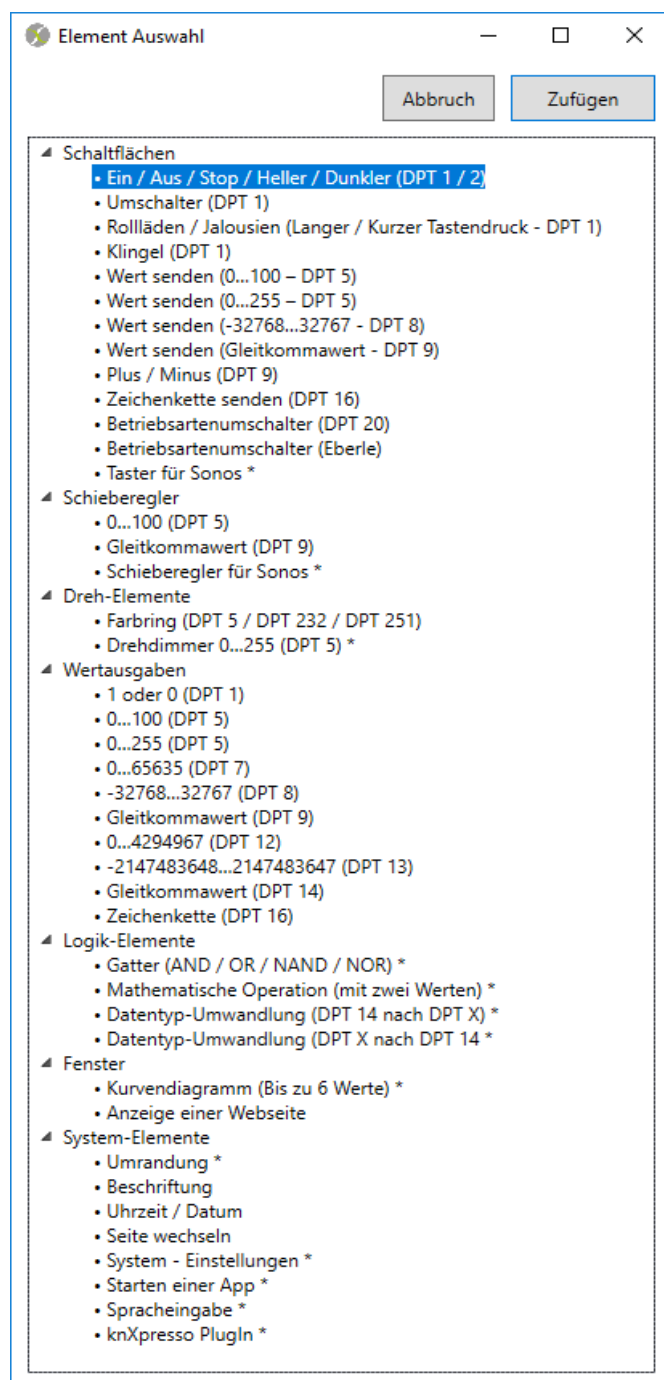 Element Auswahl
Abbruch
Zufügen
Schaltflächen
• Ein / Aus / Stop / Heller / Dunkler (DPT 1 / 2)
• Umschalter (DPT 1)
• Rollläden / Jalousien (Langer / Kurzer Tastendruck - DPT 1)
• Klingel (DPT 1)
• Wert senden (0...100 – DPT 5)
• Wert senden (0...255 – DPT 5)
• Wert senden (-32768...32767 - DPT 8)
• Wert senden (Gleitkommawert - DPT 9)
• Plus / Minus (DPT 9)
• Zeichenkette senden (DPT 16)
• Betriebsartenumschalter (DPT 20)
• Betriebsartenumschalter (Eberle)
• Taster für Sonos *
Schieberegler
• 0...100 (DPT 5)
• Gleitkommawert (DPT 9)
• Schieberegler für Sonos *
Dreh-Elemente
• Farbring (DPT 5 / DPT 232 / DPT 251)
• Drehdimmer 0...255 (DPT 5) *
Wertausgaben
• 1 oder 0 (DPT 1)
• 0...100 (DPT 5)
• 0...255 (DPT 5)
• 0...65635 (DPT 7)
• -32768...32767 (DPT 8)
• Gleitkommawert (DPT 9)
• 0...4294967 (DPT 12)
• -2147483648...2147483647 (DPT 13)
• Gleitkommawert (DPT 14)
• Zeichenkette (DPT 16)
Logik-Elemente
• Gatter (AND / OR / NAND / NOR) *
• Mathematische Operation (mit zwei Werten) *
• Datentyp-Umwandlung (DPT 14 nach DPT X) *
• Datentyp-Umwandlung (DPT X nach DPT 14 *
Fenster
• Kurvendiagramm (Bis zu 6 Werte) *
• Anzeige einer Webseite
System-Elemente
• Umrandung *
• Beschriftung
• Uhrzeit / Datum
• Seite wechseln
• System - Einstellungen *
• Starten einer App *
• Spracheingabe *
• knXpresso PlugIn *